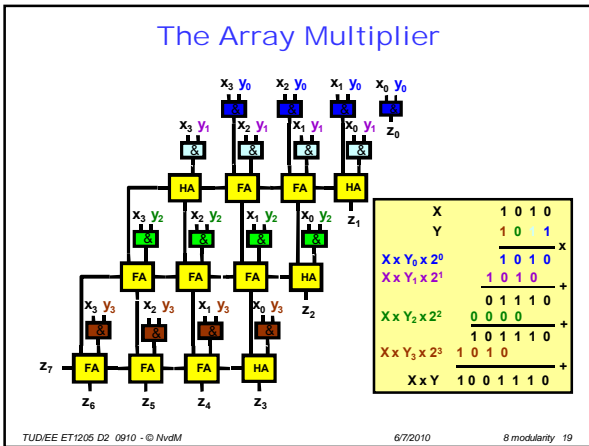 The Array Multiplier
x3 y0 x2 y0 x1 y0 x0 y0
& & & &
z0
x3 y1 x2 y1 x1 y1 x0 y1
& & & &
HA FA FA HA
z1
x3 y2 x2 y2 x1 y2 x0 y2
& & & &
FA FA FA HA
z2
x3 y3 x2 y3 x1 y3 x0 y3
& & & &
z7 FA FA FA HA
z6 z5 z4 z3
X 1 0 1 0
Y 1 0 1 1
x
X x Y0 x 2^0 1 0 1 0
X x Y1 x 2^1 1 0 1 0
+
0 1 1 1 0
X x Y2 x 2^2 0 0 0 0
+
1 0 1 1 1 0
X x Y3 x 2^3 1 0 1 0
+
X x Y 1 0 0 1 1 1 0
TUD/EE ET1205 D2 0910 - © NvdM 6/7/2010 8 modularity 19